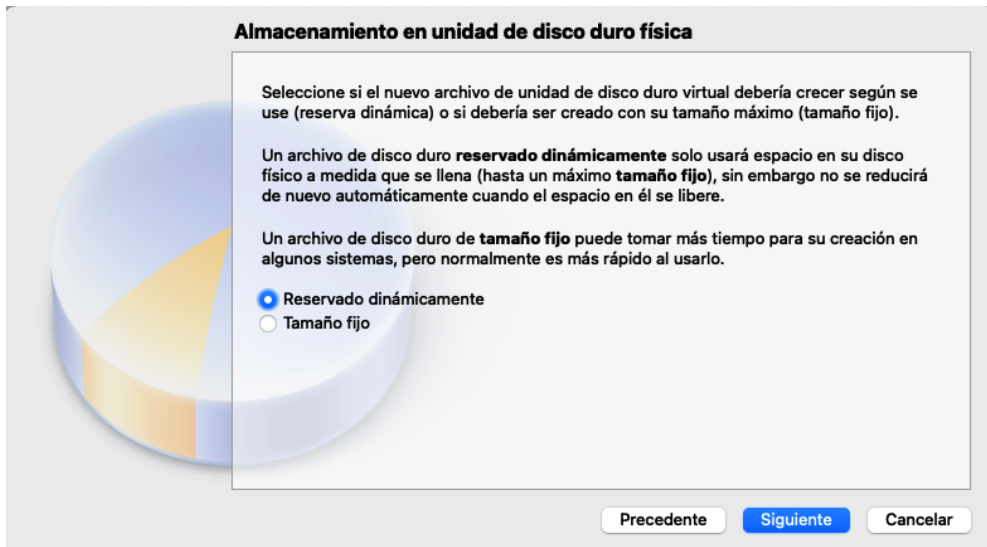 Almacenamiento en unidad de disco duro física
Seleccione si el nuevo archivo de unidad de disco duro virtual debería crecer según se
use (reserva dinámica) o si debería ser creado con su tamaño máximo (tamaño fijo).
Un archivo de disco duro reservado dinámicamente solo usará espacio en su disco
físico a medida que se llena (hasta un máximo tamaño fijo), sin embargo no se reducirá
de nuevo automáticamente cuando el espacio en él se libere.
Un archivo de disco duro de tamaño fijo puede tomar más tiempo para su creación en
algunos sistemas, pero normalmente es más rápido al usarlo.
Reservado dinámicamente
Tamaño fijo
Precedente Siguiente Cancelar